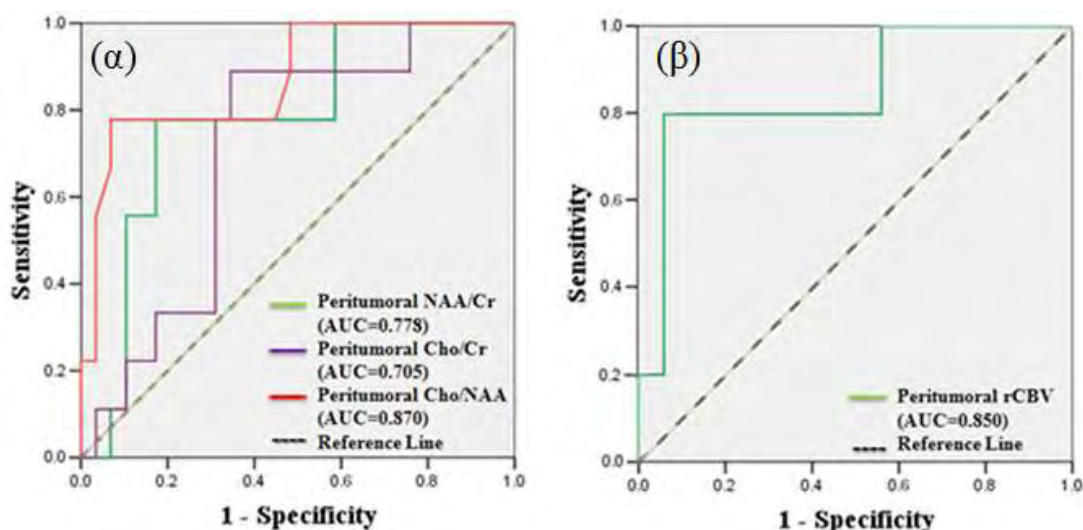 (α)
1.0
0.8
0.6
0.4
0.2
0.0
0.0
0.2
0.4
0.6
0.8
1.0
Sensitivity
1 - Specificity
Peritumoral NAA/Cr
(AUC=0.778)
Peritumoral Cho/Cr
(AUC=0.705)
Peritumoral Cho/NAA
(AUC=0.870)
Reference Line
(β)
1.0
0.8
0.6
0.4
0.2
0.0
0.0
0.2
0.4
0.6
0.8
1.0
Sensitivity
1 - Specificity
Peritumoral rCBV
(AUC=0.850)
Reference Line